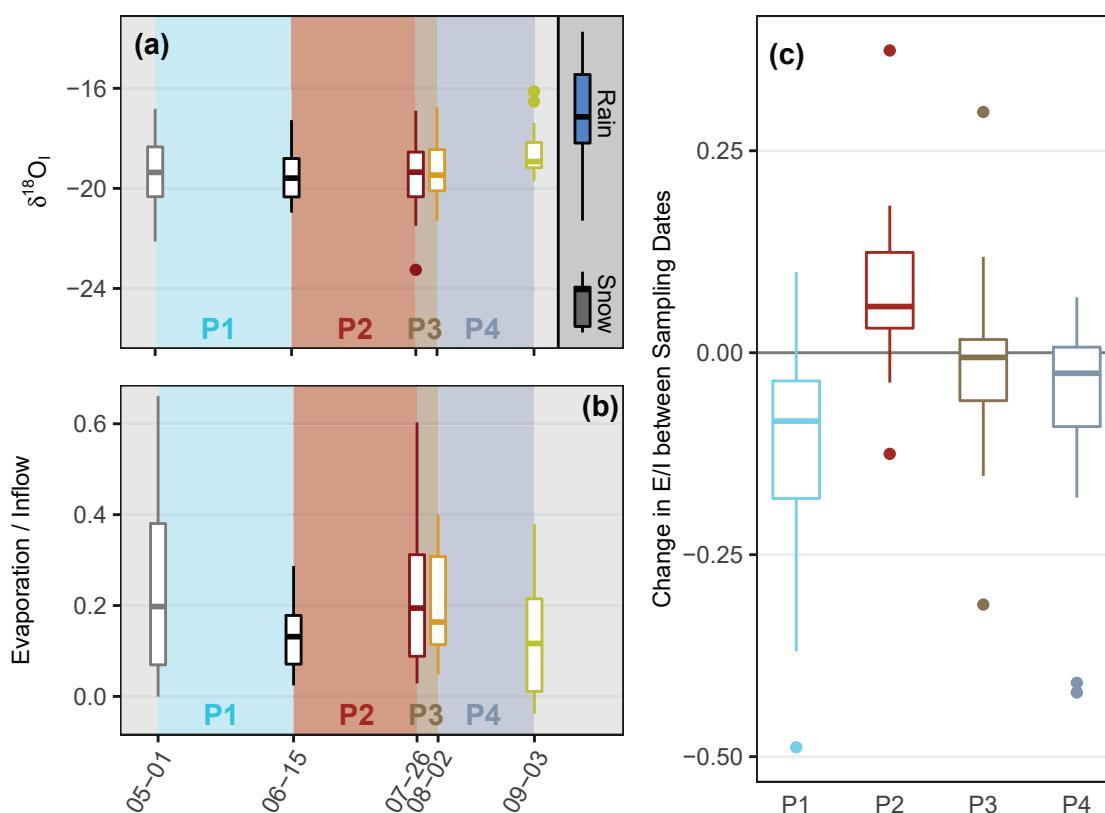 (a)
δ¹⁸O_I
−16
−20
−24
P1
P2
P3
P4
Rain
Snow
(b)
Evaporation / Inflow
0.6
0.4
0.2
0.0
P1
P2
P3
P4
05−01
06−15
07−26
08−02
09−03
(c)
Change in E/I between Sampling Dates
0.25
0.00
−0.25
−0.50
P1
P2
P3
P4